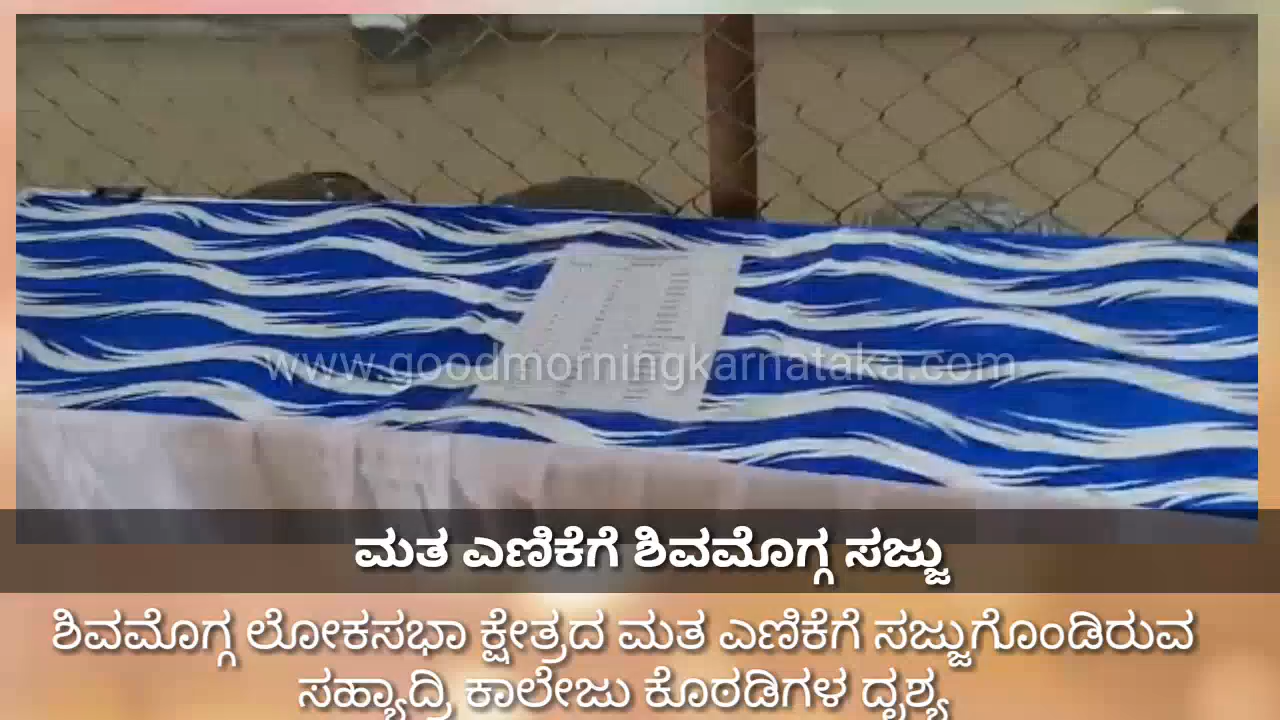 www.goodmorningkarnataka.com
ಮತ ಎಣಿಕೆಗೆ ಶಿವಮೊಗ್ಗ ಸಜ್ಜು
ಶಿವಮೊಗ್ಗ ಲೋಕಸಭಾ ಕ್ಷೇತ್ರದ ಮತ ಎಣಿಕೆಗೆ ಸಜ್ಜುಗೊಂಡಿರುವ
ಸಹ್ಯಾದ್ರಿ ಕಾಲೇಜು ಕೊಠಡಿಗಳ ದೃಶ್ಯ